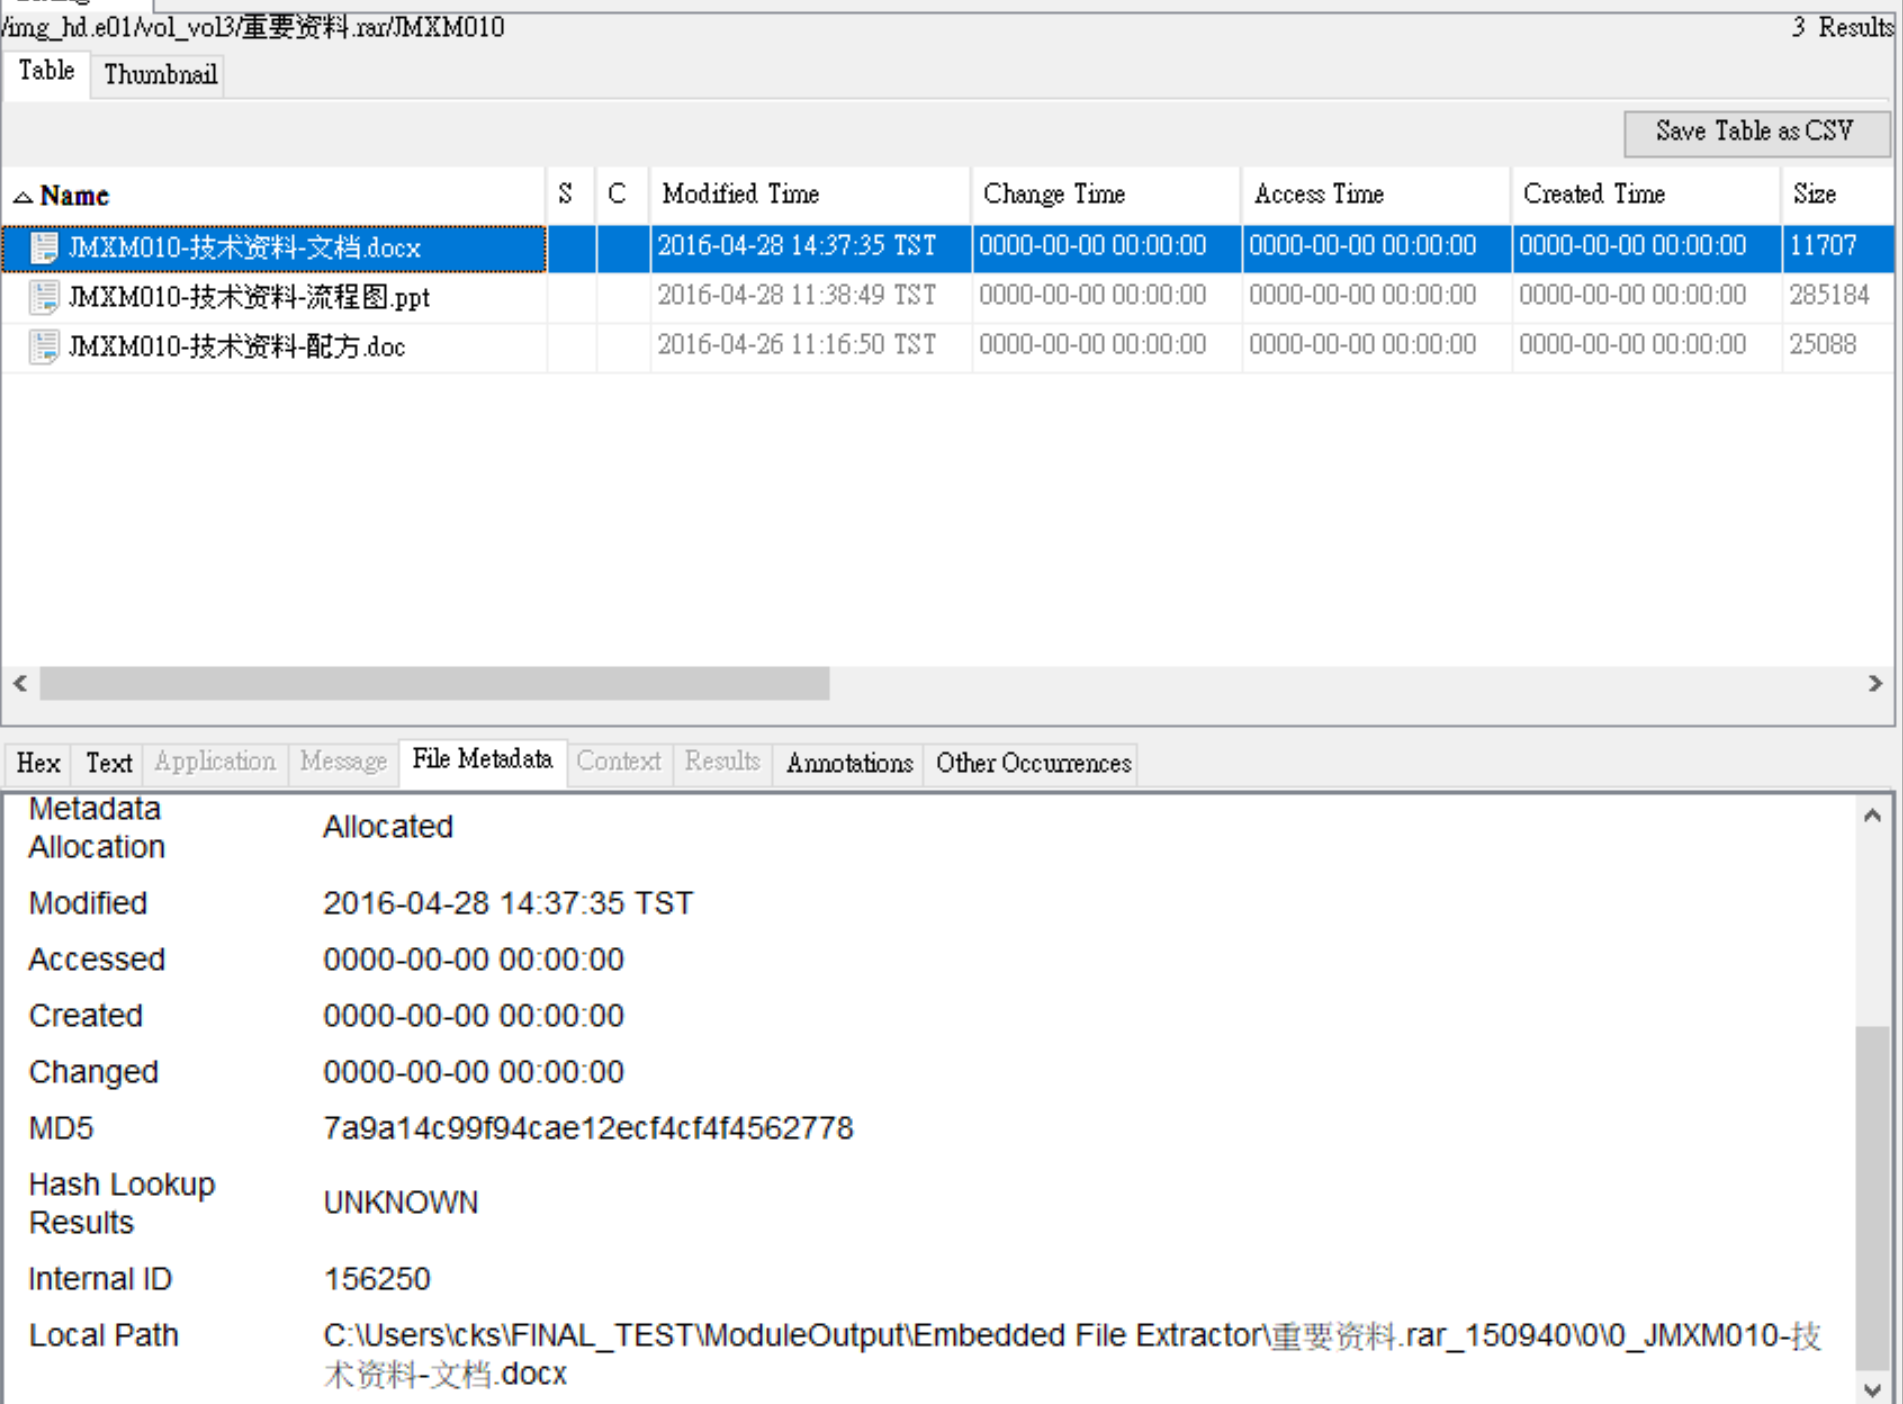 /img_hd.e01/vol_vol3/重要资料.rar/JMXM010 3 Results
Table Thumbnail
Save Table as CSV
Name S C Modified Time Change Time Access Time Created Time Size
JMXM010-技术资料-文档.docx 2016-04-28 14:37:35 TST 0000-00-00 00:00:00 0000-00-00 00:00:00 0000-00-00 00:00:00 11707
JMXM010-技术资料-流程图.ppt 2016-04-28 11:38:49 TST 0000-00-00 00:00:00 0000-00-00 00:00:00 0000-00-00 00:00:00 285184
JMXM010-技术资料-配方.doc 2016-04-26 11:16:50 TST 0000-00-00 00:00:00 0000-00-00 00:00:00 0000-00-00 00:00:00 25088
Hex Text Application Message File Metadata Context Results Annotations Other Occurrences
Metadata
Allocation Allocated
Modified 2016-04-28 14:37:35 TST
Accessed 0000-00-00 00:00:00
Created 0000-00-00 00:00:00
Changed 0000-00-00 00:00:00
MD5 7a9a14c99f94cae12ecf4cf4f4562778
Hash Lookup
Results UNKNOWN
Internal ID 156250
Local Path C:\Users\cks\FINAL_TEST\ModuleOutput\Embedded File Extractor\重要资料.rar_150940\0\0_JMXM010-技
术资料-文档.docx